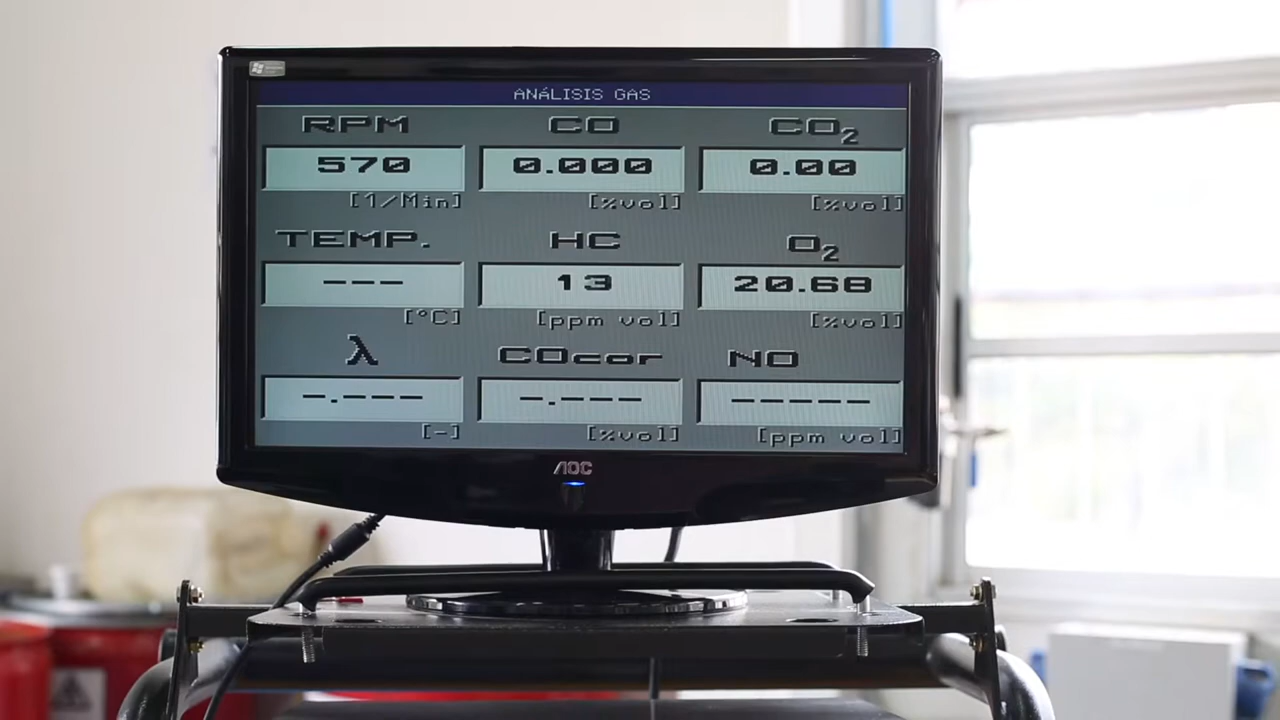 ANÁLISIS GAS
RPM CO CO₂
570 0.000 0.00
[1/Min] [%vol] [%vol]
TEMP. HC O₂
--- 13 20.68
[°C] [ppm vol] [%vol]
λ COcor NO
-.--- -.--- -----
[-] [%vol] [ppm vol]
AOC